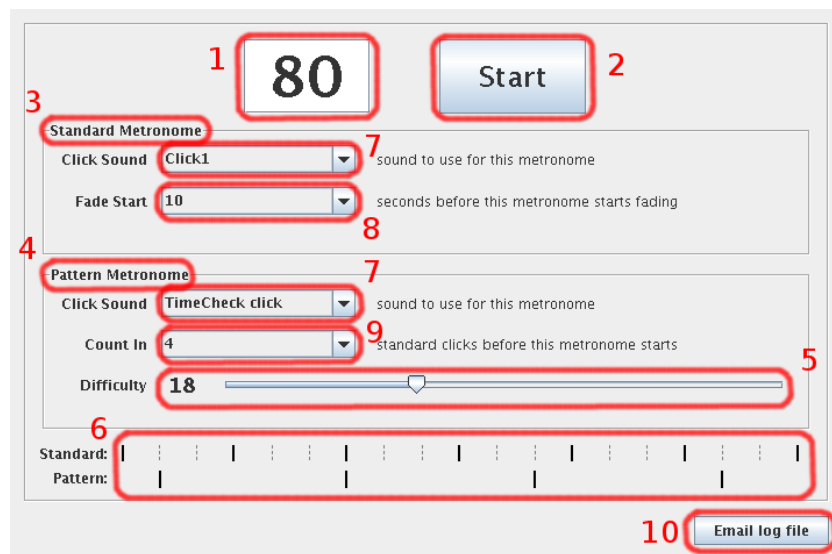 1 80 Start 2
3
Standard Metronome
7
Click Sound Click1 sound to use for this metronome
Fade Start 10 seconds before this metronome starts fading
8
4
Pattern Metronome 7
Click Sound TimeCheck click sound to use for this metronome
9
Count In 4 standard clicks before this metronome starts
5
Difficulty 18
6
Standard:
Pattern:
10 Email log file